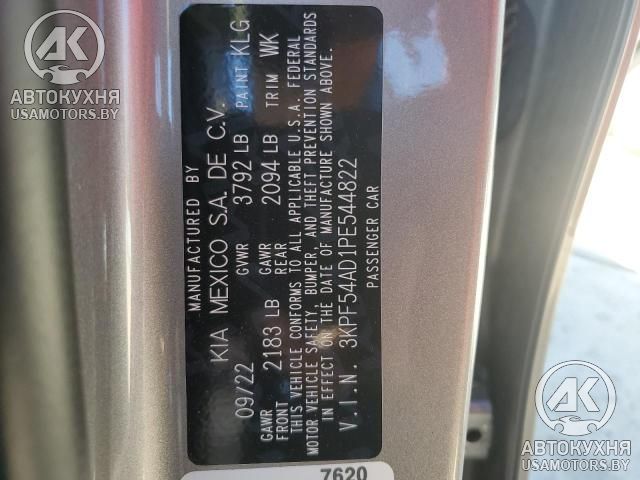 MANUFACTURED BY
KIA MEXICO S.A. DE C.V.
09/22 GVWR 3792 LB PAINT KLG
GAWR FRONT 2183 LB GAWR REAR 2094 LB TRIM WK
THIS VEHICLE CONFORMS TO ALL APPLICABLE U.S.A. FEDERAL
MOTOR VEHICLE SAFETY, BUMPER, AND THEFT PREVENTION STANDARDS
IN EFFECT ON THE DATE OF MANUFACTURE SHOWN ABOVE.
V.I.N. 3KPF54AD1PE544822
PASSENGER CAR
7620
AK
АВТОКУХНЯ
USAMOTORS.BY
AK
АВТОКУХНЯ
USAMOTORS.BY